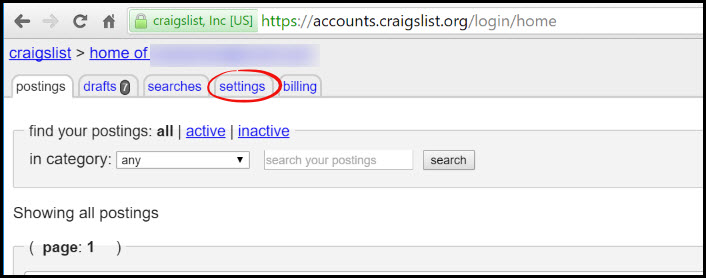 craigslist, Inc [US] https://accounts.craigslist.org/login/home
craigslist > home of
postings drafts 7 searches settings billing
find your postings: all | active | inactive
in category: any search your postings search
Showing all postings
( page: 1 )